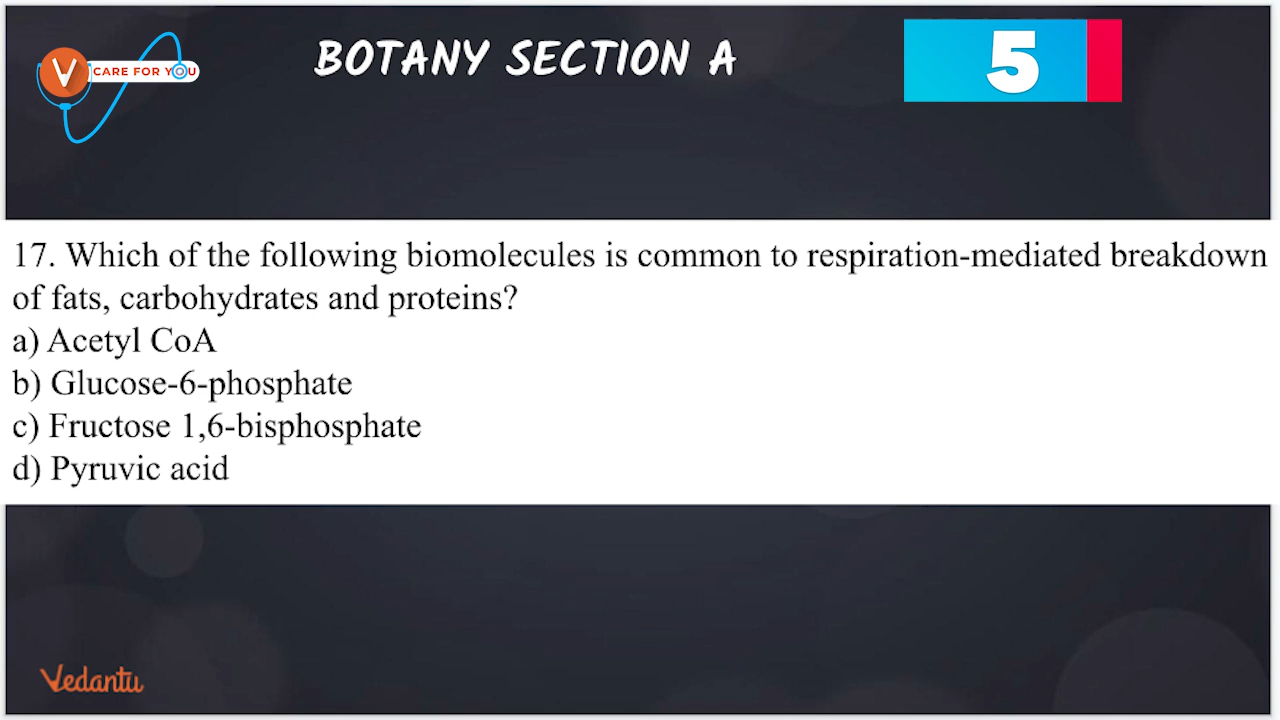 V CARE FOR YOU
BOTANY SECTION A
5
17. Which of the following biomolecules is common to respiration-mediated breakdown
of fats, carbohydrates and proteins?
a) Acetyl CoA
b) Glucose-6-phosphate
c) Fructose 1,6-bisphosphate
d) Pyruvic acid
Vedantu